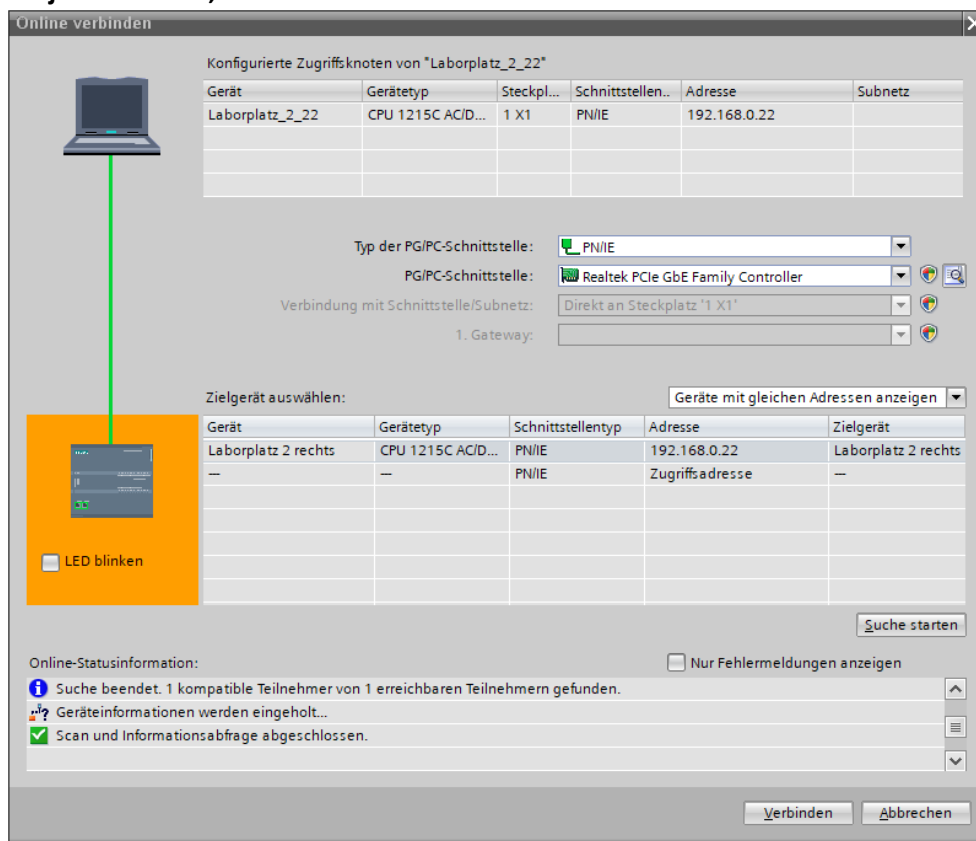 Online verbinden
Konfigurierte Zugriffsknoten von "Laborplatz_2_22"
Gerät Gerätetyp Steckpl... Schnittstellen.. Adresse Subnetz
Laborplatz_2_22 CPU 1215C AC/D... 1 X1 PN/IE 192.168.0.22
Typ der PG/PC-Schnittstelle: PN/IE
PG/PC-Schnittstelle: Realtek PCIe GbE Family Controller
Verbindung mit Schnittstelle/Subnetz: Direkt an Steckplatz '1 X1'
1. Gateway:
Zielgerät auswählen: Geräte mit gleichen Adressen anzeigen
Gerät Gerätetyp Schnittstellentyp Adresse Zielgerät
Laborplatz 2 rechts CPU 1215C AC/D... PN/IE 192.168.0.22 Laborplatz 2 rechts
— — PN/IE Zugriffsadresse —
LED blinken
Suche starten
Online-Statusinformation: Nur Fehlermeldungen anzeigen
Suche beendet. 1 kompatible Teilnehmer von 1 erreichbaren Teilnehmern gefunden.
Geräteinformationen werden eingeholt...
Scan und Informationsabfrage abgeschlossen.
Verbinden Abbrechen